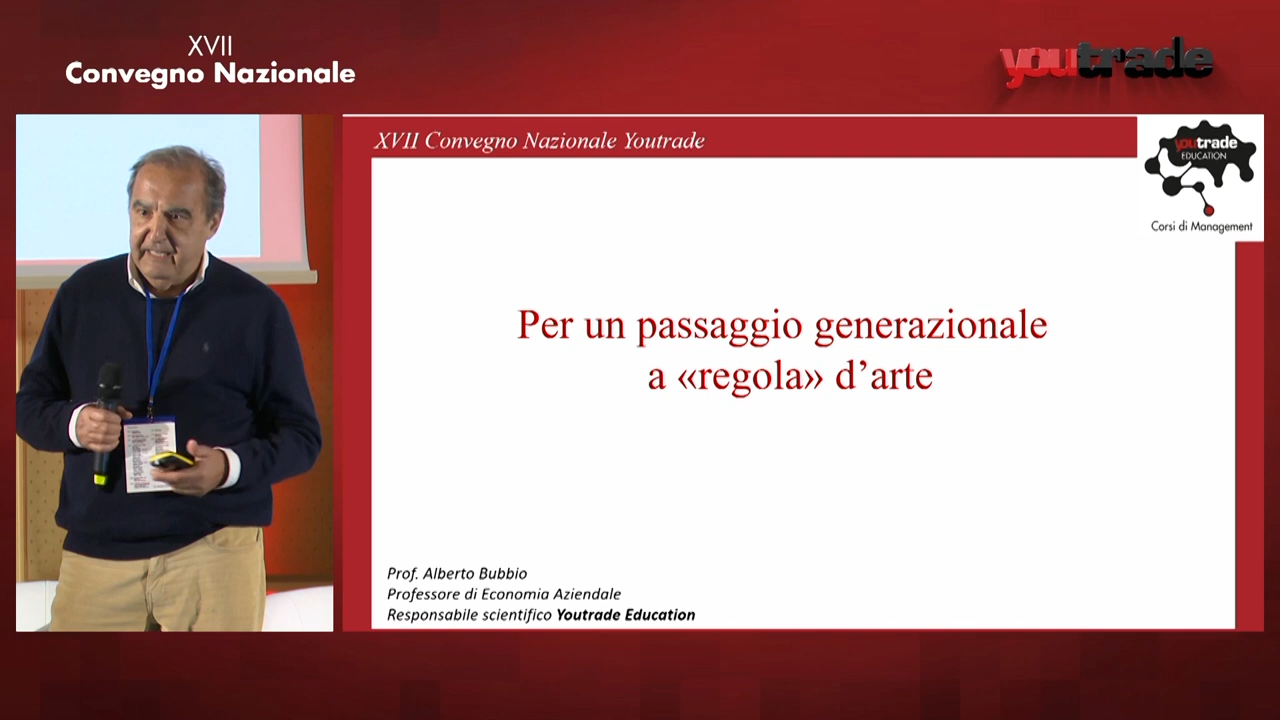 XVII
Convegno Nazionale
youtrade
XVII Convegno Nazionale Youtrade
youtrade
EDUCATION
Corsi di Management
Per un passaggio generazionale
a «regola» d’arte
Prof. Alberto Bubbio
Professore di Economia Aziendale
Responsabile scientifico Youtrade Education